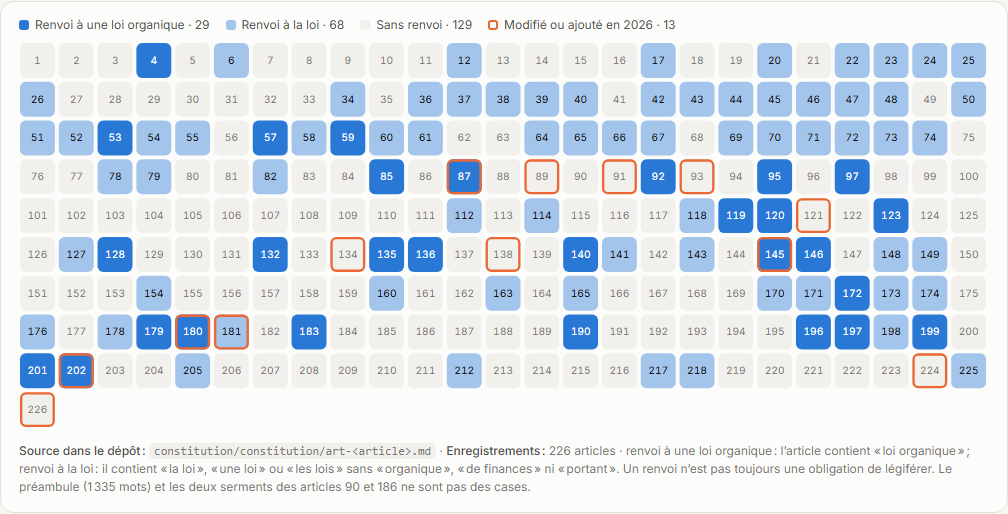 Renvoi à une loi organique · 29 Renvoi à la loi · 68 Sans renvoi · 129 Modifié ou ajouté en 2026 · 13
1 2 3 4 5 6 7 8 9 10 11 12 13 14 15 16 17 18 19 20 21 22 23 24 25
26 27 28 29 30 31 32 33 34 35 36 37 38 39 40 41 42 43 44 45 46 47 48 49 50
51 52 53 54 55 56 57 58 59 60 61 62 63 64 65 66 67 68 69 70 71 72 73 74 75
76 77 78 79 80 81 82 83 84 85 86 87 88 89 90 91 92 93 94 95 96 97 98 99 100
101 102 103 104 105 106 107 108 109 110 111 112 113 114 115 116 117 118 119 120 121 122 123 124 125
126 127 128 129 130 131 132 133 134 135 136 137 138 139 140 141 142 143 144 145 146 147 148 149 150
151 152 153 154 155 156 157 158 159 160 161 162 163 164 165 166 167 168 169 170 171 172 173 174 175
176 177 178 179 180 181 182 183 184 185 186 187 188 189 190 191 192 193 194 195 196 197 198 199 200
201 202 203 204 205 206 207 208 209 210 211 212 213 214 215 216 217 218 219 220 221 222 223 224 225
226
Source dans le dépôt : constitution/constitution/art-<article>.md · Enregistrements : 226 articles · renvoi à une loi organique : l’article contient « loi organique » ;
renvoi à la loi : il contient « la loi », « une loi » ou « les lois » sans « organique », « de finances » ni « portant ». Un renvoi n’est pas toujours une obligation de légiférer. Le
préambule (1 335 mots) et les deux serments des articles 90 et 186 ne sont pas des cases.